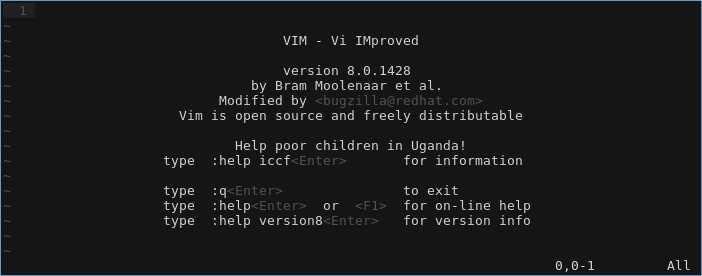 1
~
~
~ VIM - Vi IMproved
~
~ version 8.0.1428
~ by Bram Moolenaar et al.
~ Modified by <bugzilla@redhat.com>
~ Vim is open source and freely distributable
~
~ Help poor children in Uganda!
~ type :help iccf<Enter> for information
~
~ type :q<Enter> to exit
~ type :help<Enter> or <F1> for on-line help
~ type :help version8<Enter> for version info
~
~
0,0-1 All